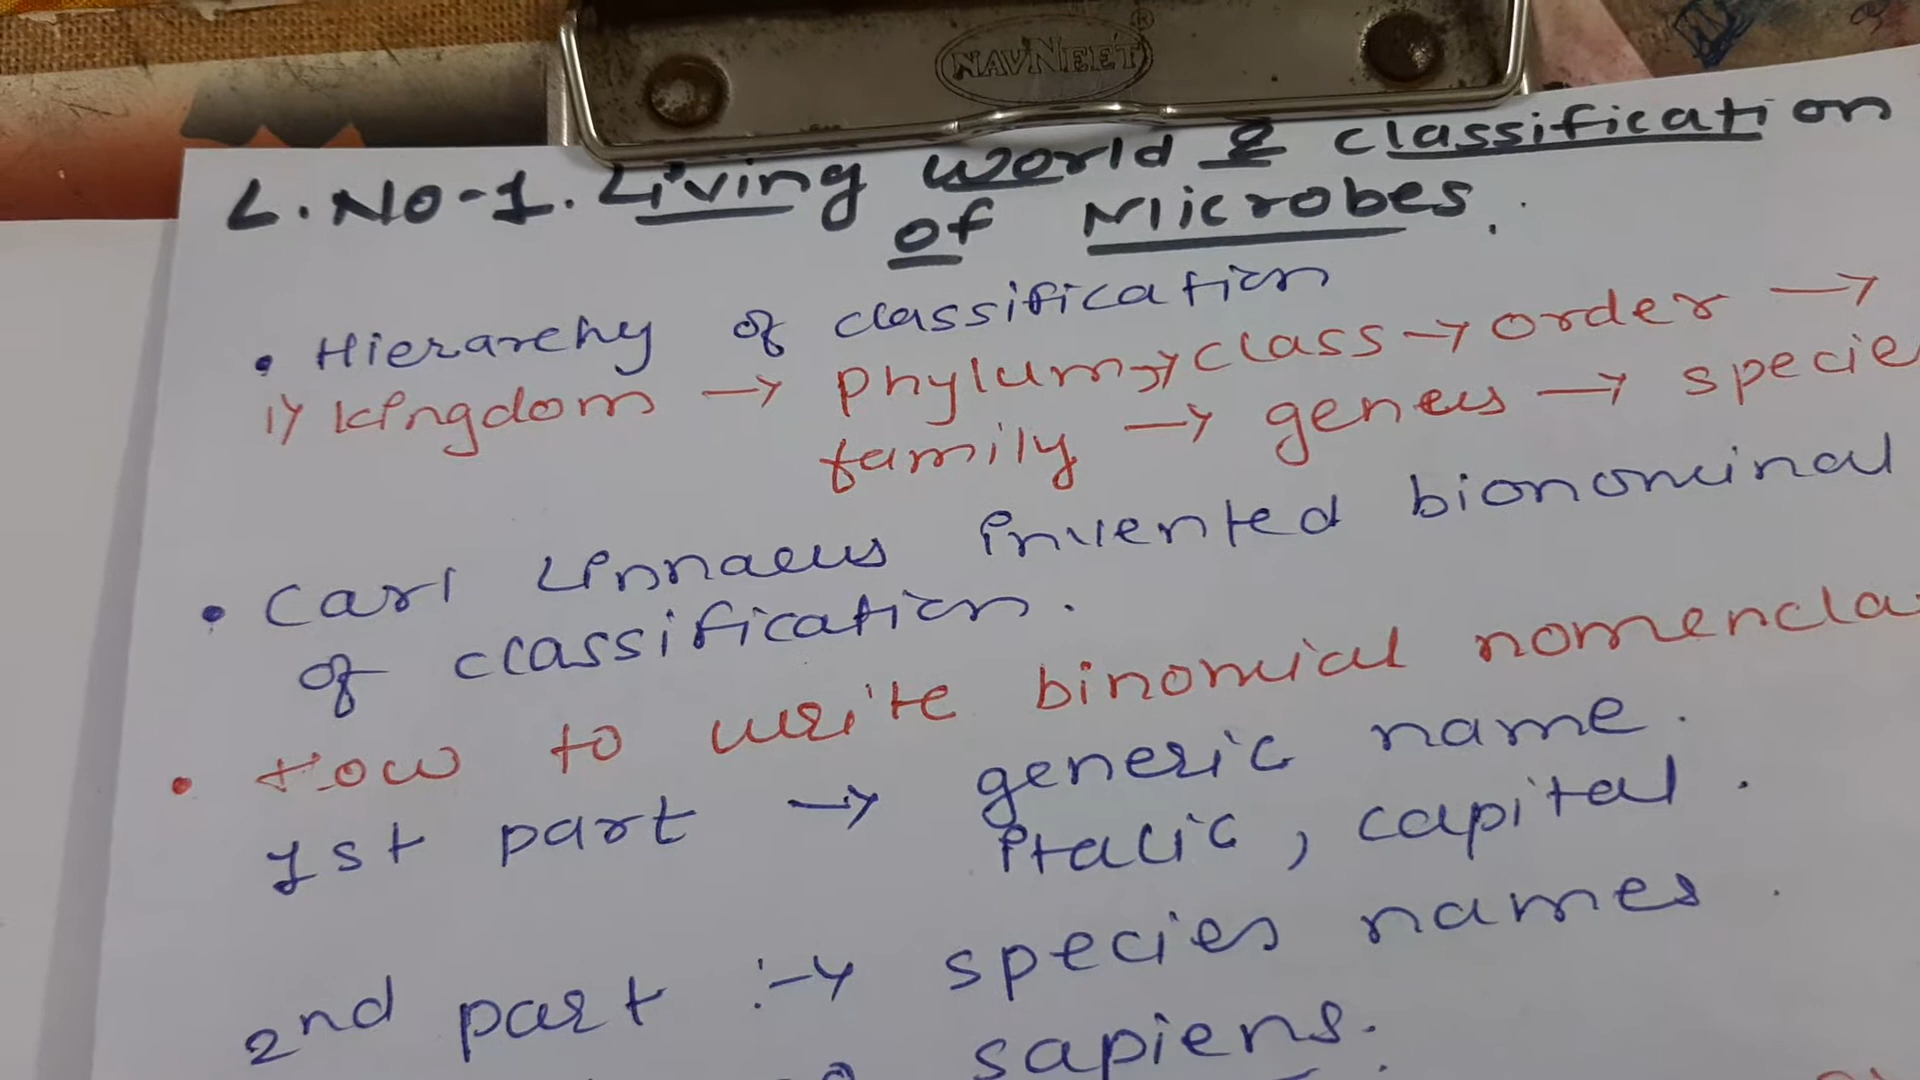 NAVNEET
L. No-1. Living world & classification
of Microbes.
• Hierarchy of classification
1) kingdom → phylum → class → order →
family → genus → specie
• Carl Linnaeus invented bionominal
of classification.
• How to write binomial nomencla
1st part → generic name.
italic, capital.
2nd part :→ species names
sapiens.